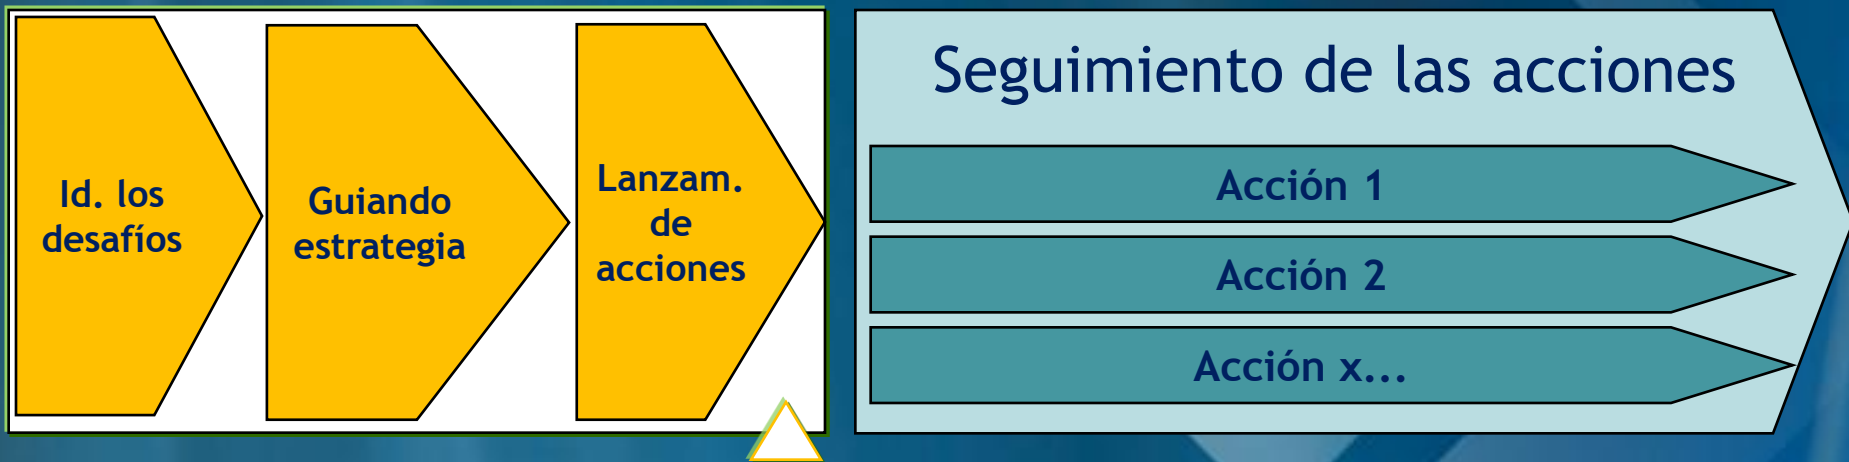 Id. los
desafíos
Guiando
estrategia
Lanzam.
de
acciones
Seguimiento de las acciones
Acción 1
Acción 2
Acción x...